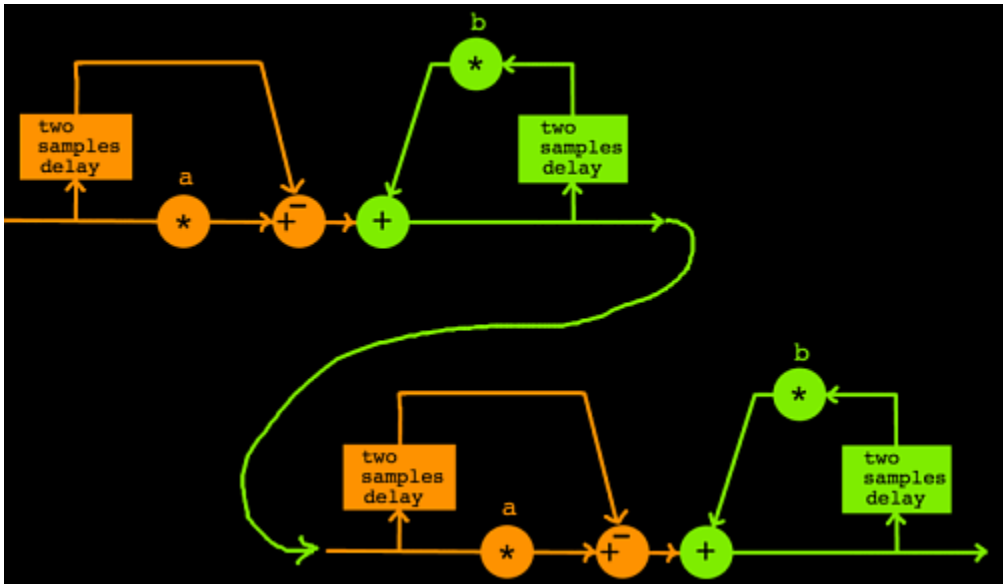 b
*
two
samples
delay
two
samples
delay
a
*
+ −
+
b
*
two
samples
delay
two
samples
delay
a
*
+ −
+